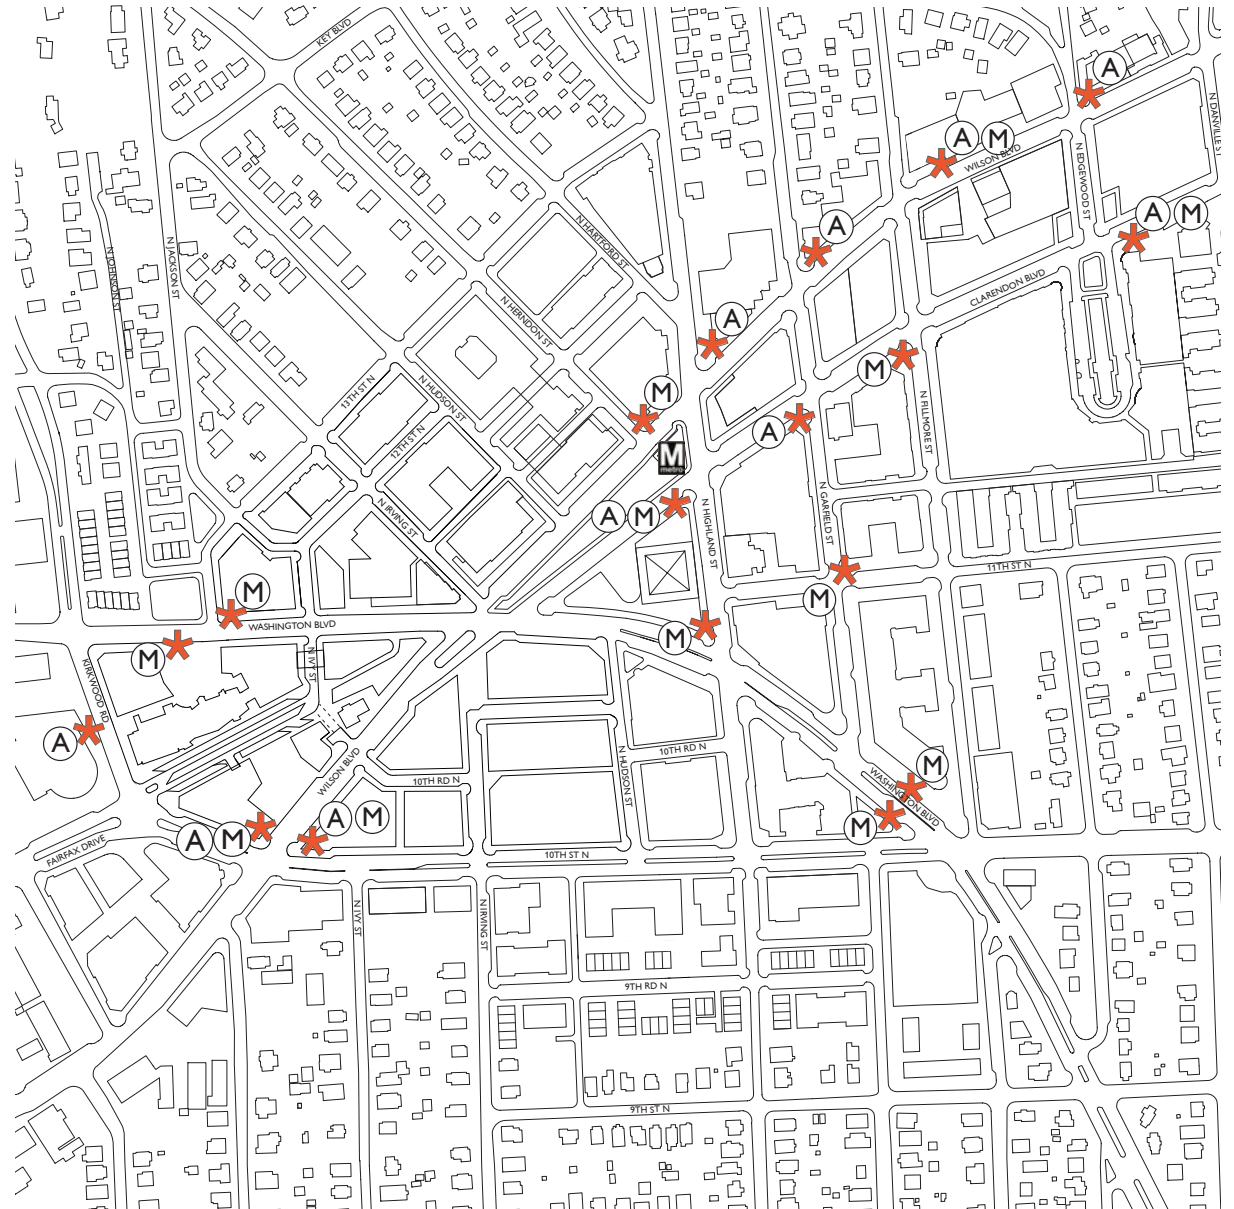 KEY BLVD
A
N DANVILLE ST
A M
WILSON BLVD
N EDGEWOOD ST
A M
A
N HARTFORD ST
N JACKSON ST
N JOHNSON ST
CLARENDON BLVD
N HERNDON ST
A
M
13TH ST N
N HUDSON ST
M
N FILLMORE ST
A
12TH ST N
M
metro
N IRVING ST
A M
N HIGHLAND ST
N GARFIELD ST
11TH ST N
M
M
WASHINGTON BLVD
M
M
N IVY ST
KIRKWOOD RD
A
10TH RD N
N HUDSON ST
WILSON BLVD
10TH RD N
M
WASHINGTON BLVD
A M
A M
M
FAIRFAX DRIVE
10TH ST N
N IVY ST
N IRVING ST
9TH RD N
9TH ST N